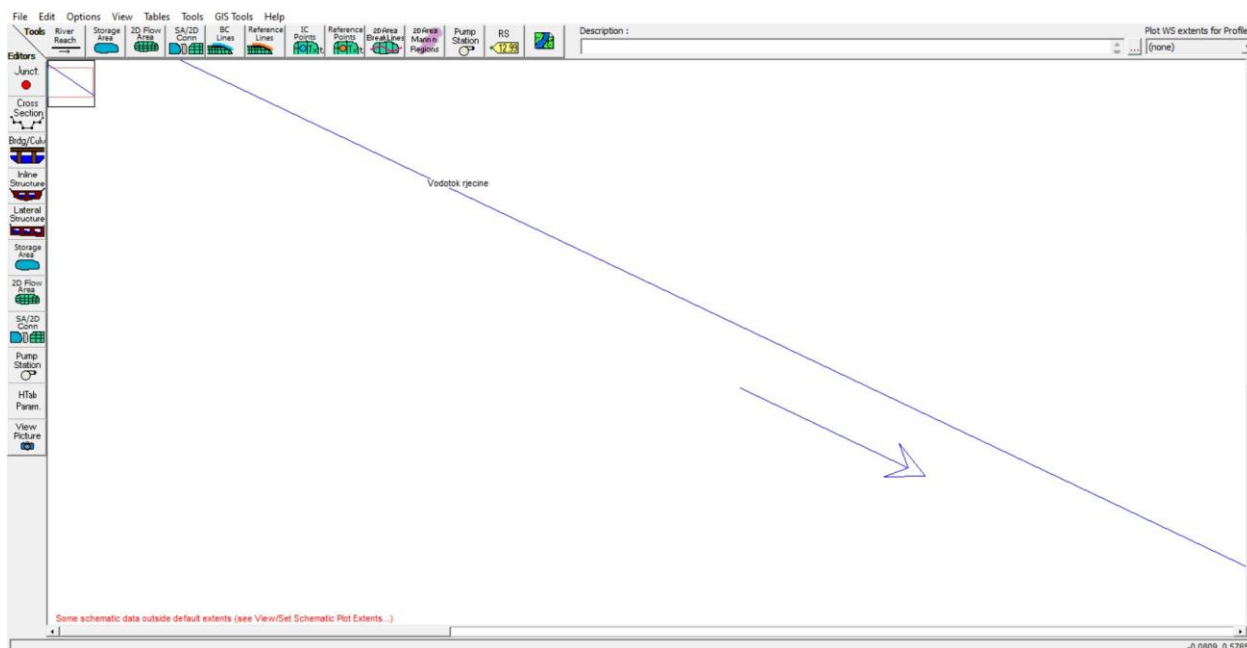 File Edit Options View Tables Tools GIS Tools Help
Tools
Editors
River Reach
Storage Area
2D Flow Area
SA/2D Conn
BC Lines
Reference Lines
IC Points
Reference Points
2D Area BreakLines
2D Area Mann n Regions
Pump Station
RS
12.99
Description :
...
Plot WS extents for Profile
(none)
Junct.
Cross Section
Brdg/Culv
Inline Structure
Lateral Structure
Storage Area
2D Flow Area
SA/2D Conn
Pump Station
HTab Param.
View Picture
Vodotok rjecine
Some schematic data outside default extents (see View/Set Schematic Plot Extents...)